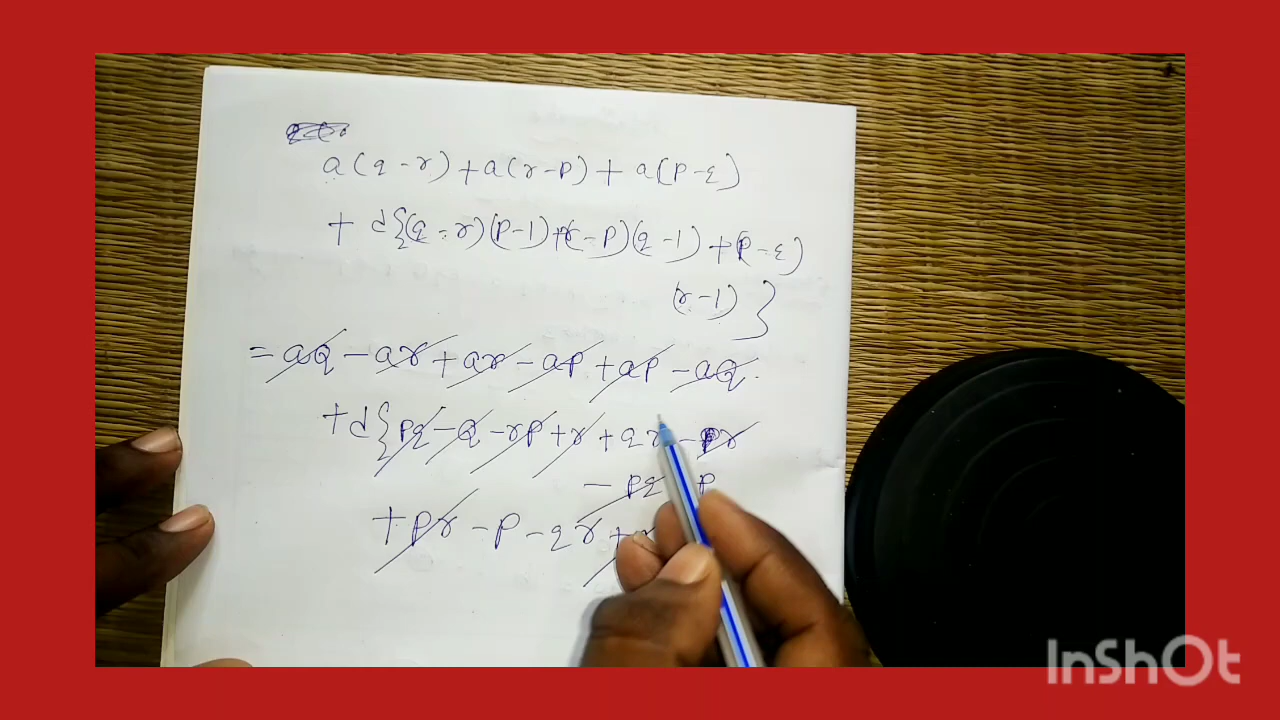 a(q-r)+a(r-p)+a(p-q)
+ d{(q-r)(p-1)+(r-p)(q-1)+(p-q)
(r-1)}
= aq - ar + ar - ap + ap - aq
+d{pq - q - rp + r + qr - pr
- pq p
+pr - p - qr +
InShOt